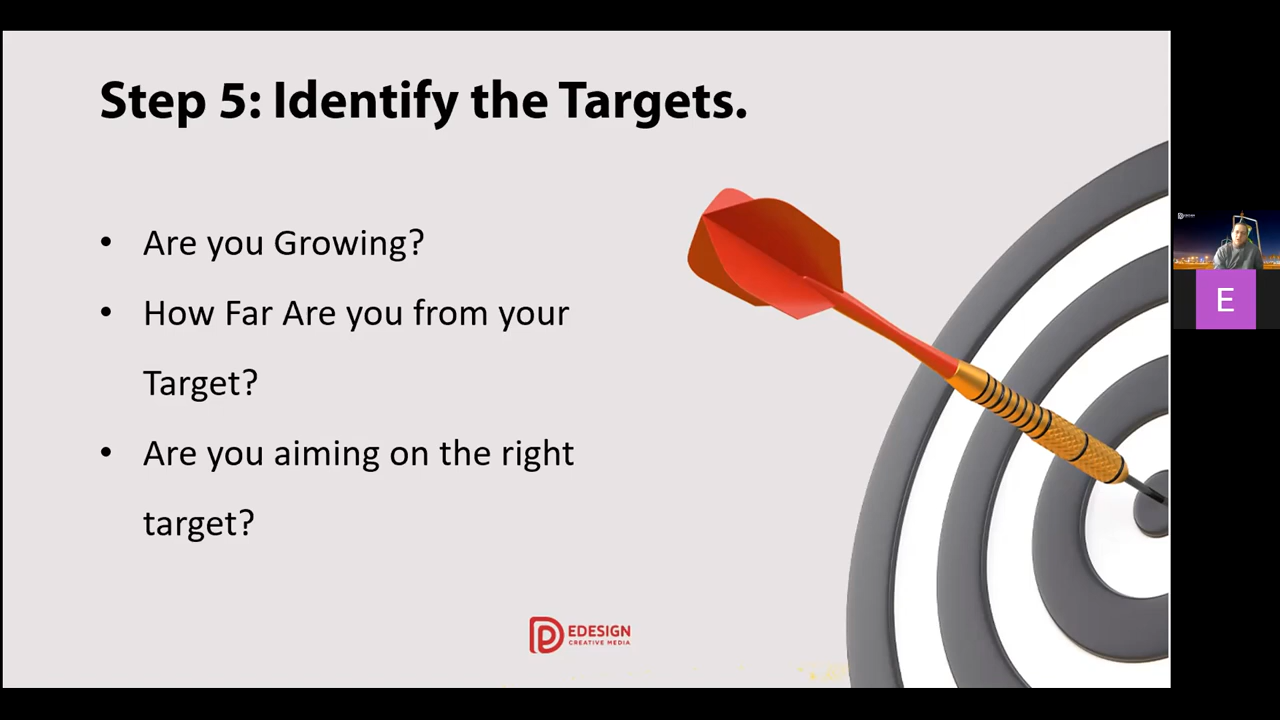 Step 5: Identify the Targets.
• Are you Growing?
• How Far Are you from your
Target?
• Are you aiming on the right
target?
EDESIGN
CREATIVE MEDIA
E